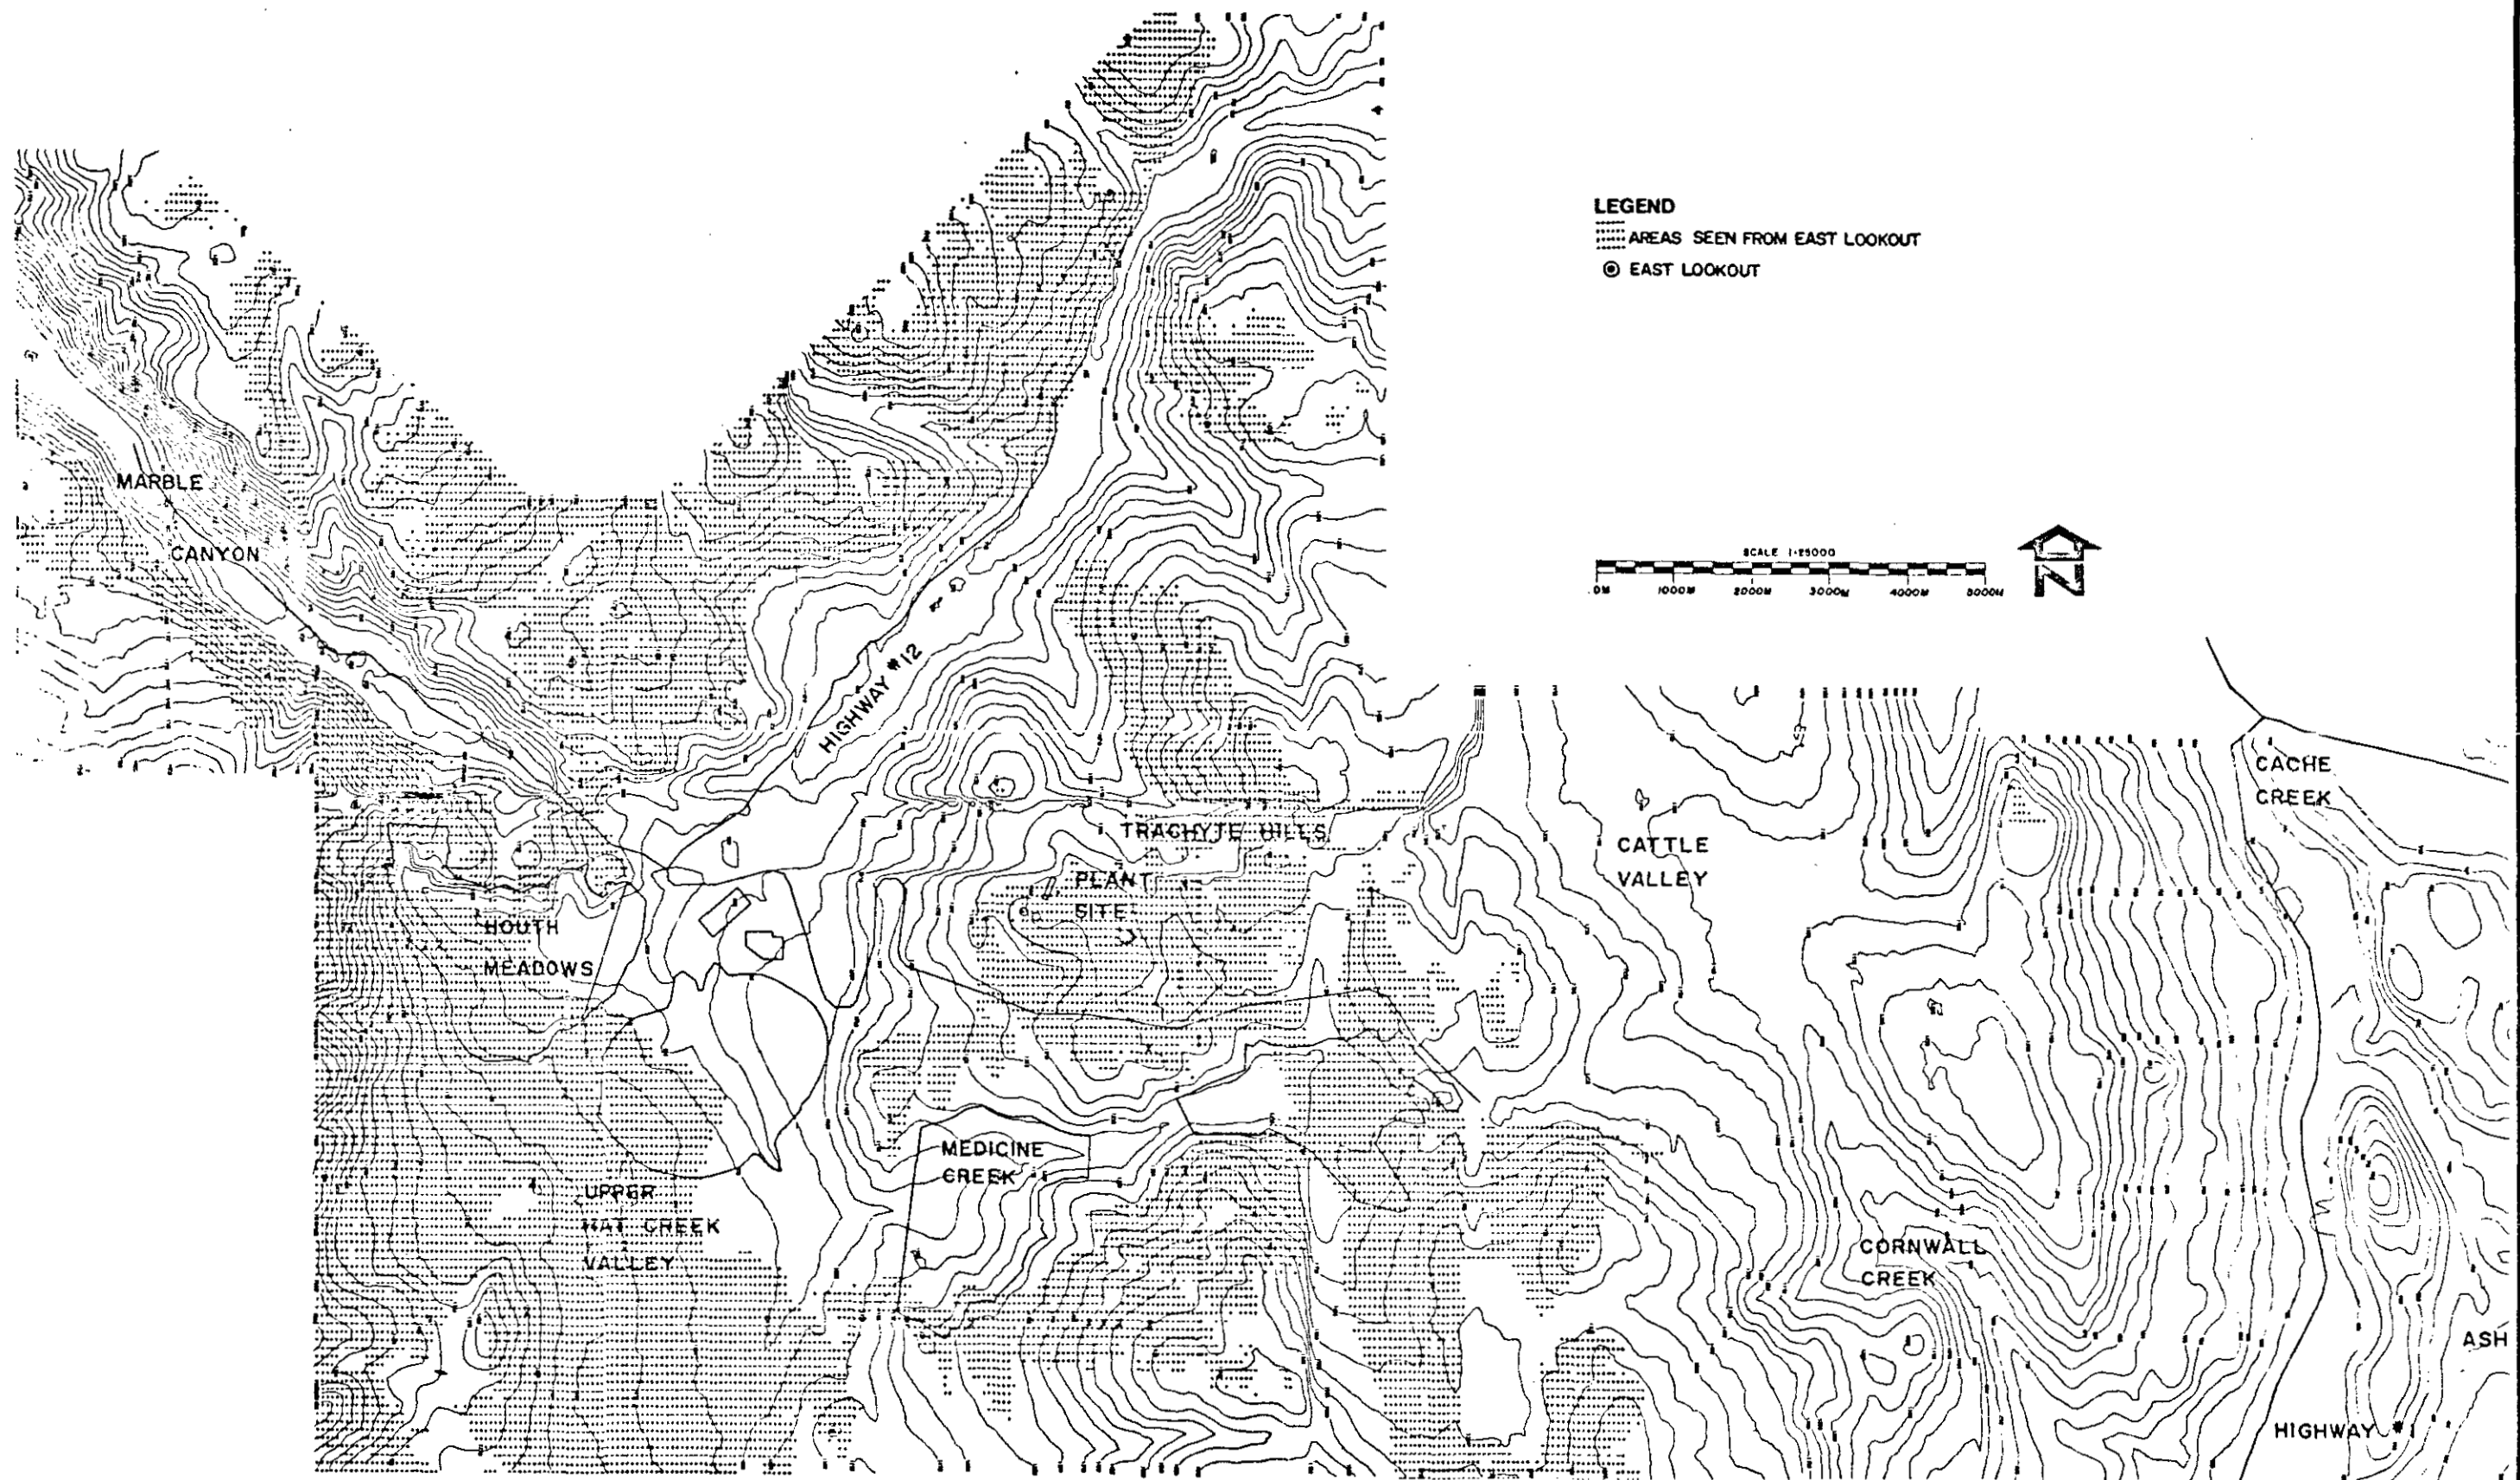 LEGEND
AREAS SEEN FROM EAST LOOKOUT
EAST LOOKOUT
SCALE 1:25000
0M 1000M 2000M 3000M 4000M 5000M
N
MARBLE
CANYON
HIGHWAY #12
TRACHYTE HILLS
PLANT
SITE
HOUTH
MEADOWS
MEDICINE
CREEK
UPPER
HAT CREEK
VALLEY
CATTLE
VALLEY
CACHE
CREEK
CORNWALL
CREEK
ASH
HIGHWAY #1